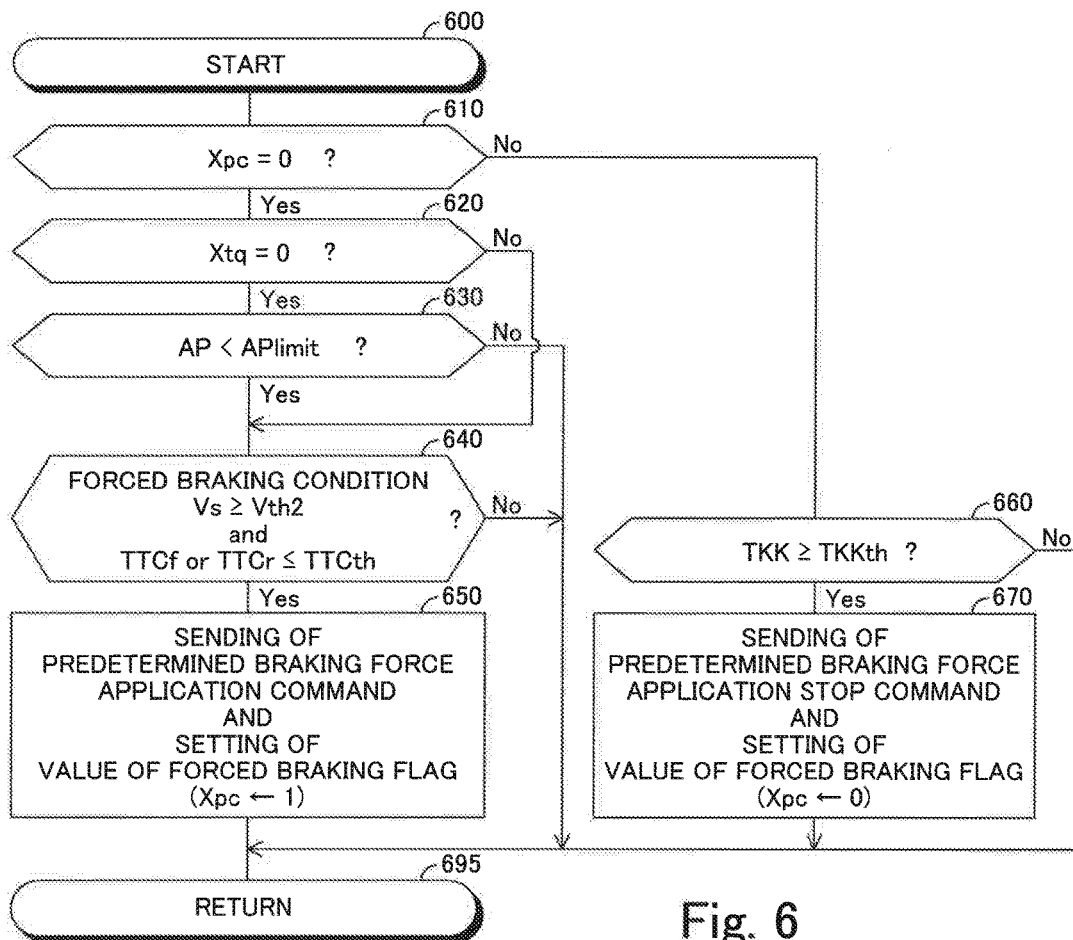 600
START
610
Xpc = 0 ?
No
Yes
620
Xtq = 0 ?
No
Yes
630
AP < APlimit ?
No
Yes
640
FORCED BRAKING CONDITION
Vs ≥ Vth2
and
TTCf or TTCr ≤ TTCth
?
No
Yes
650
SENDING OF
PREDETERMINED BRAKING FORCE
APPLICATION COMMAND
AND
SETTING OF
VALUE OF FORCED BRAKING FLAG
(Xpc ← 1)
660
TKK ≥ TKKth ?
No
Yes
670
SENDING OF
PREDETERMINED BRAKING FORCE
APPLICATION STOP COMMAND
AND
SETTING OF
VALUE OF FORCED BRAKING FLAG
(Xpc ← 0)
695
RETURN
Fig. 6